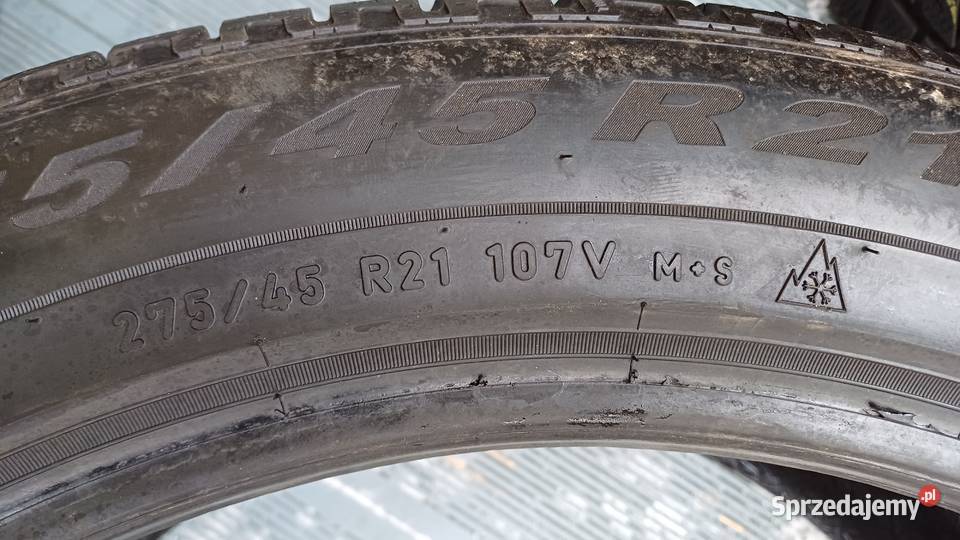 5/45 R21
275/45 R21 107V M+S
Sprzedajemy.pl